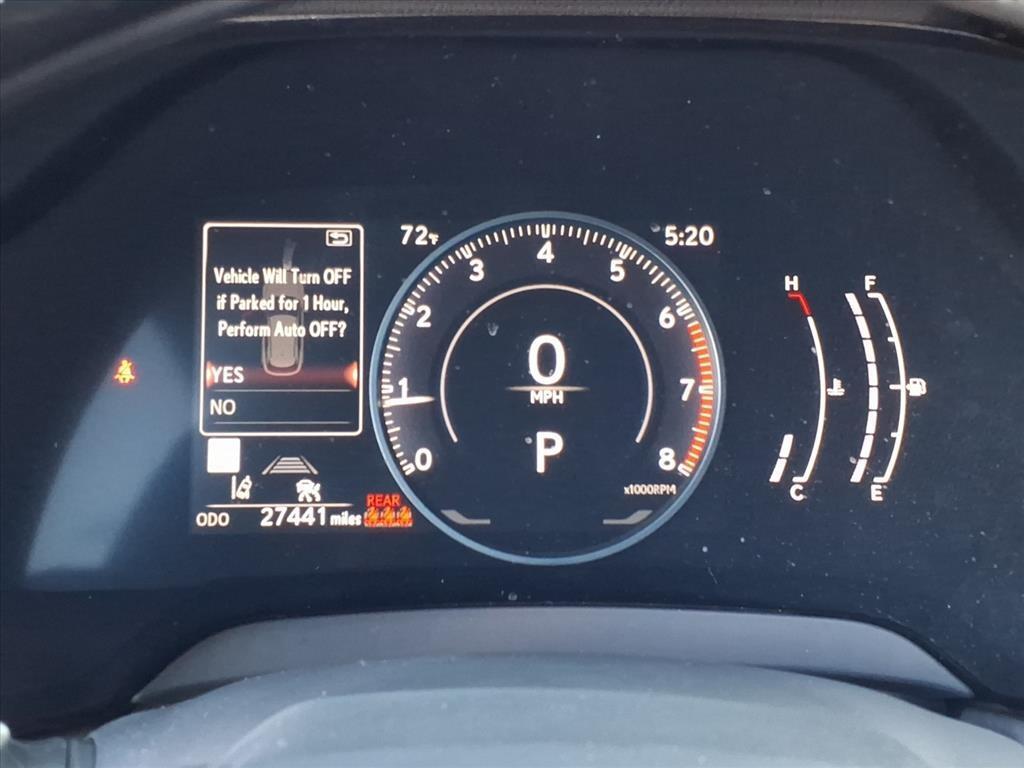 72°F
5:20
Vehicle Will Turn OFF
if Parked for 1 Hour,
Perform Auto OFF?
YES
NO
ODO 27441 miles
REAR
0
1
2
3
4
5
6
7
8
0
MPH
P
x1000RPM
H
C
F
E